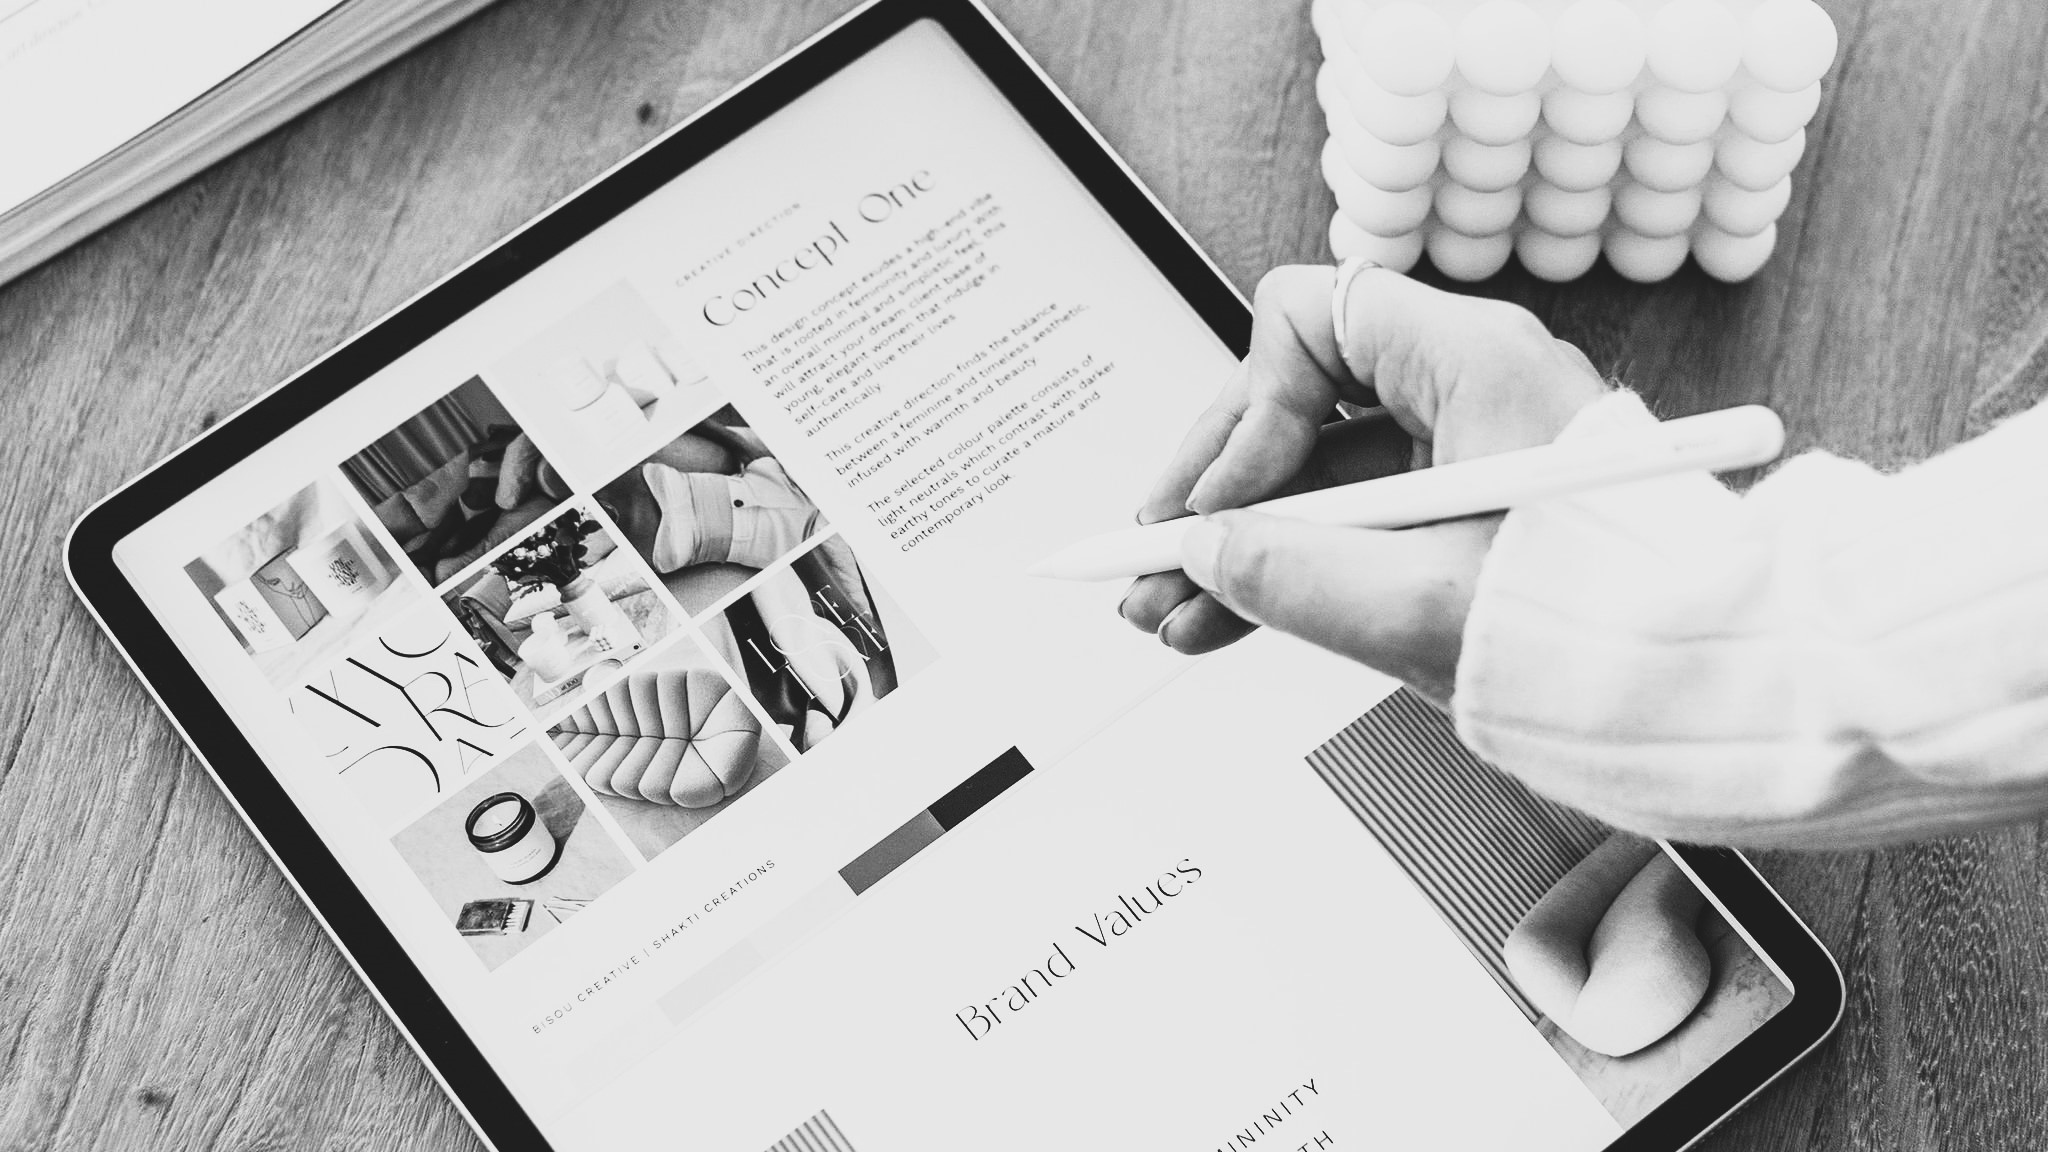 CREATIVE DIRECTION
Concept One
This design concept exudes a high-end vibe
that is rooted in femininity and luxury. With
an overall minimal and simplistic feel, this
will attract your dream client base of
young, elegant women that indulge in
self-care and live their lives
authentically
This creative direction finds the balance
between a feminine and timeless aesthetic,
infused with warmth and beauty
The selected colour palette consists of
light neutrals which contrast with darker
earthy tones to curate a mature and
contemporary look.
BISOU CREATIVE | SHAKTI CREATIONS
Brand Values